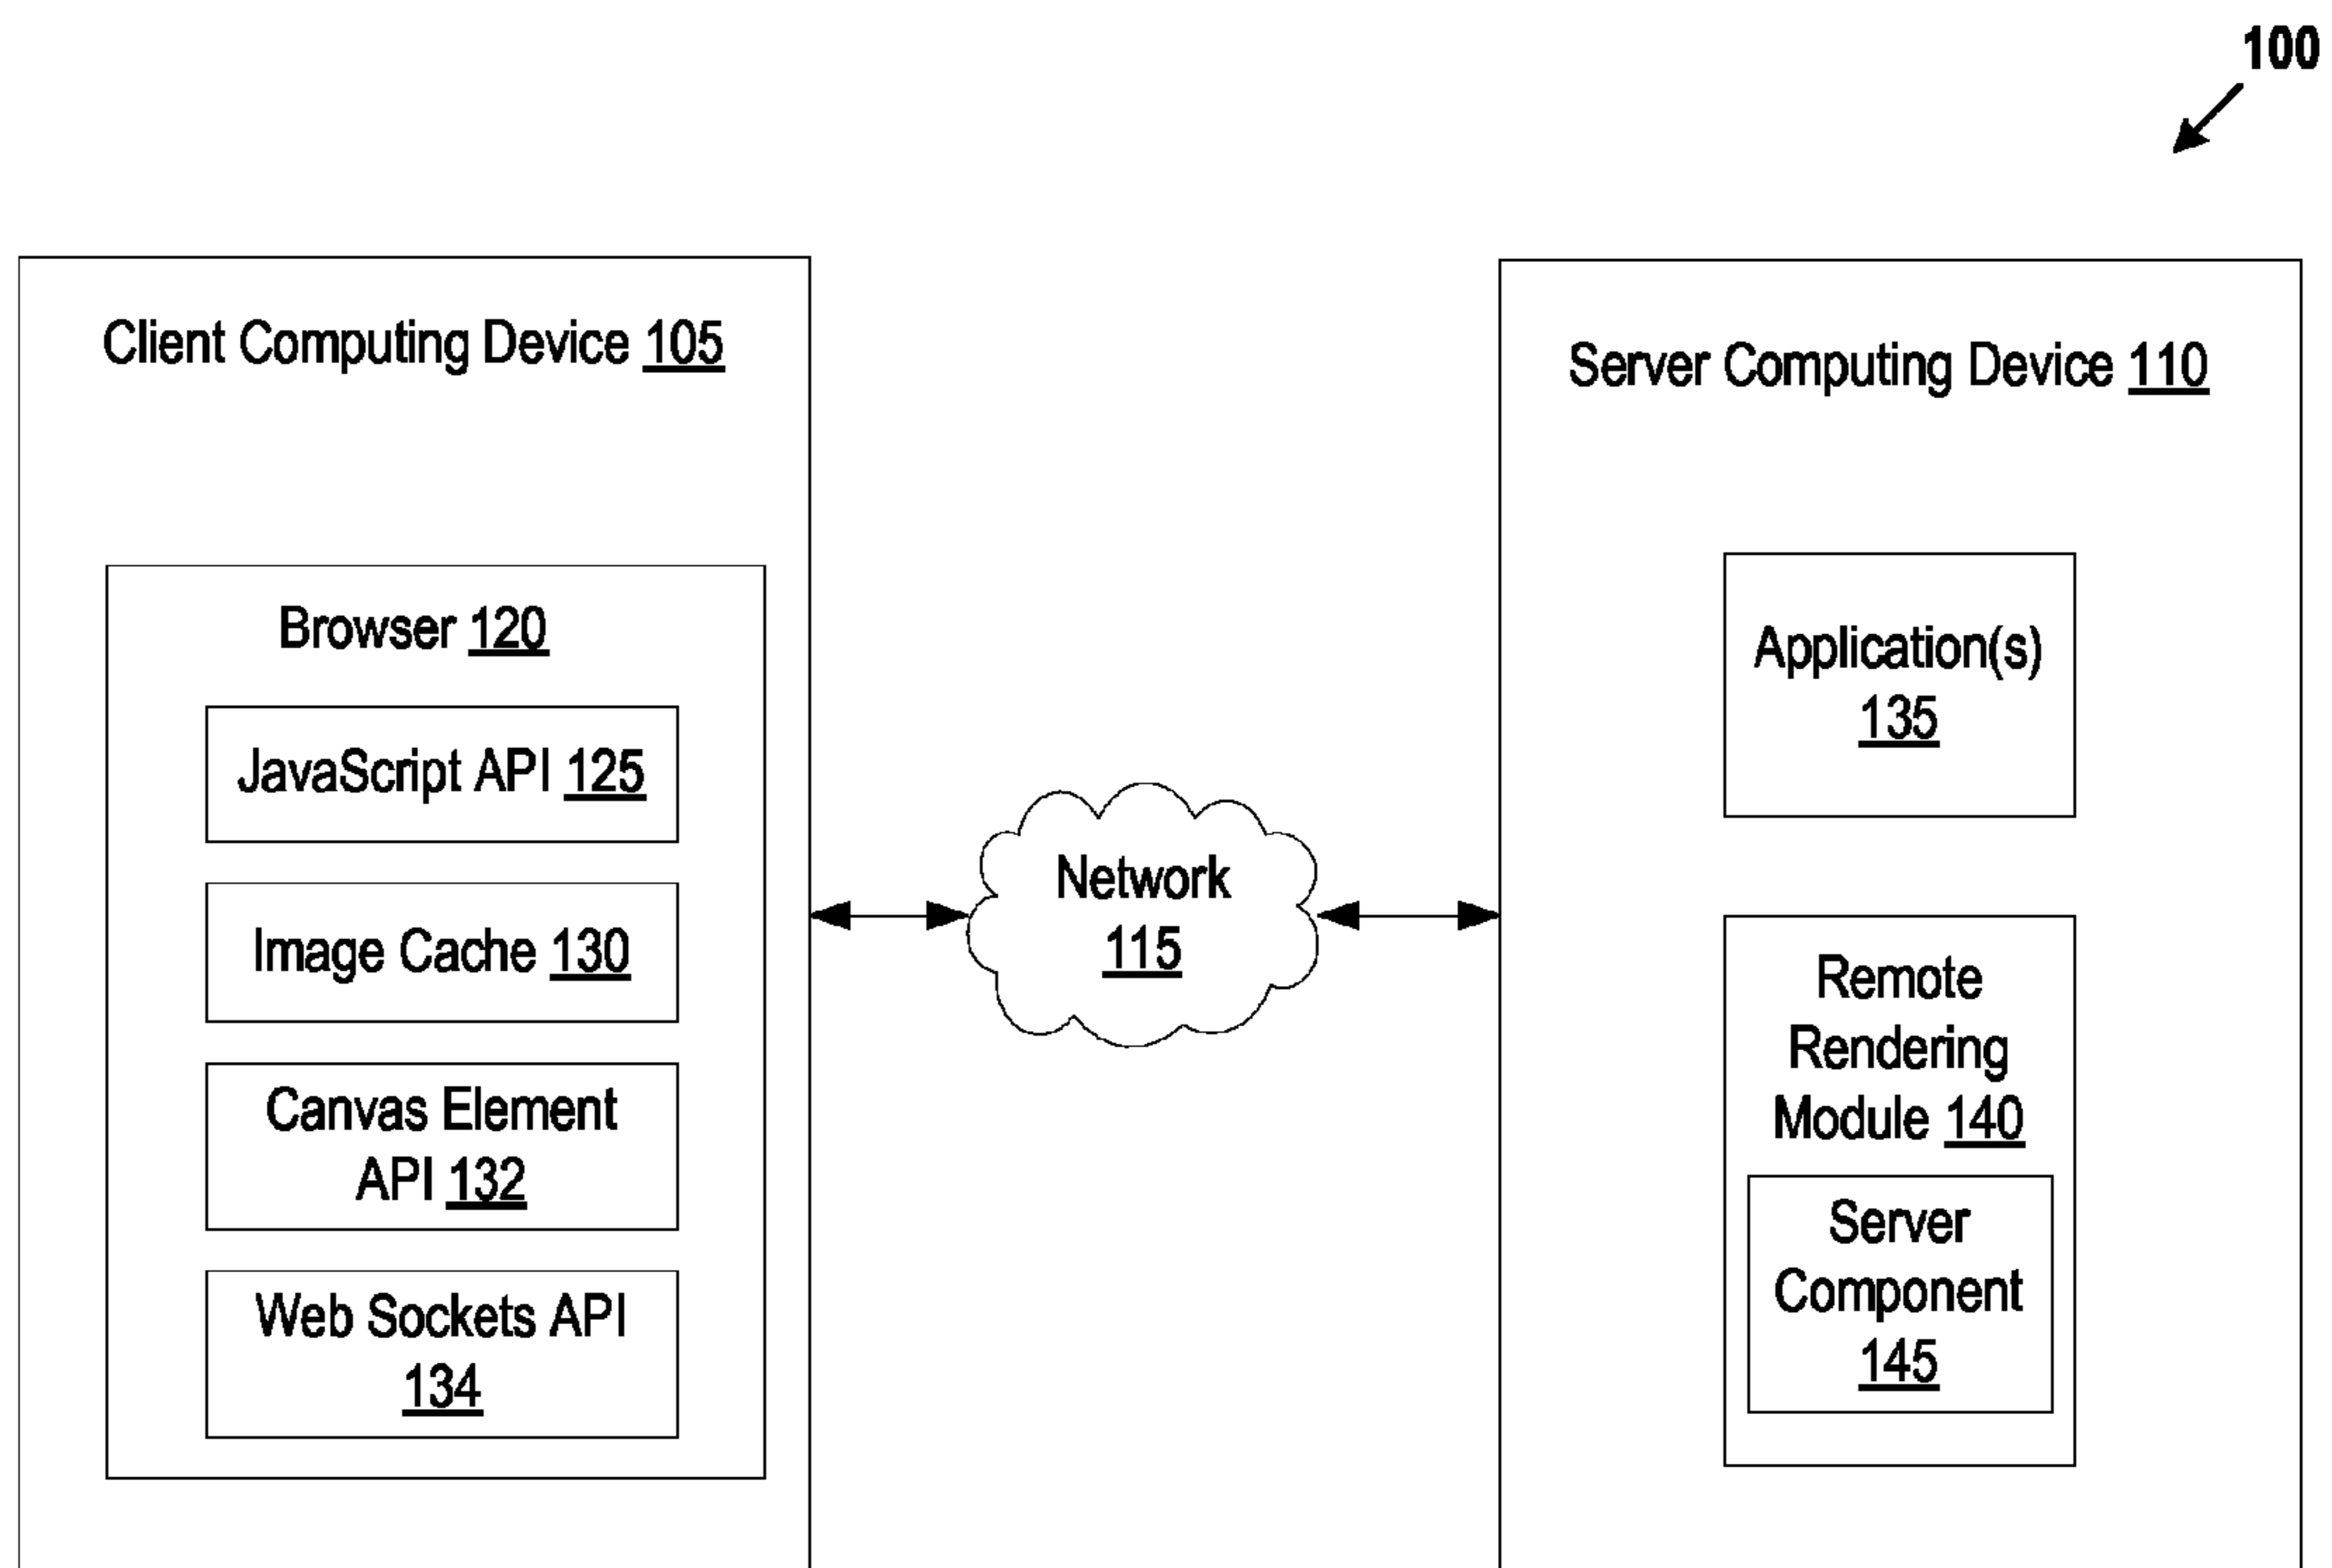 100
Client Computing Device 105
Browser 120
JavaScript API 125
Image Cache 130
Canvas Element
API 132
Web Sockets API
134
Network
115
Server Computing Device 110
Application(s)
135
Remote
Rendering
Module 140
Server
Component
145